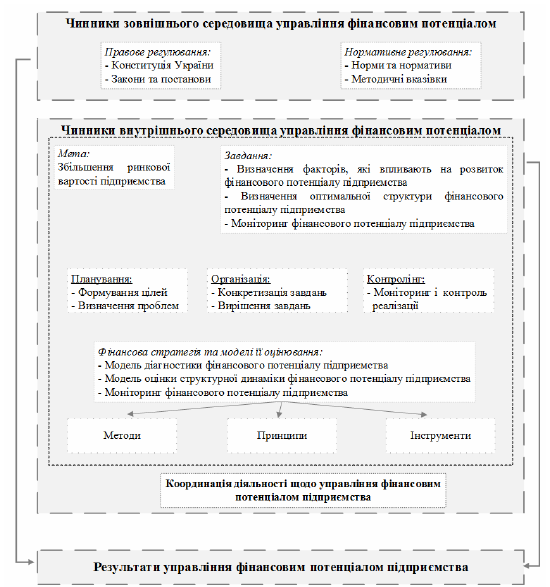 Чинники зовнішнього середовища управління фінансовим потенціалом
Правове регулювання:
- Конституція України
- Закони та постанови
Нормативне регулювання:
- Норми та нормативи
- Методичні вказівки
Чинники внутрішнього середовища управління фінансовим потенціалом
Мета:
Збільшення ринкової
вартості підприємства
Завдання:
- Визначення факторів, які впливають на розвиток
фінансового потенціалу підприємства
- Визначення оптимальної структури фінансового
потенціалу підприємства
- Моніторинг фінансового потенціалу підприємства
Планування:
- Формування цілей
- Визначення проблем
Організація:
- Конкретизація завдань
- Вирішення завдань
Контролінг:
- Моніторинг і контроль
реалізації
Фінансова стратегія та моделі її оцінювання:
- Модель діагностики фінансового потенціалу підприємства
- Модель оцінки структурної динаміки фінансового потенціалу підприємства
- Моніторинг фінансового потенціалу підприємства
Методи
Принципи
Інструменти
Координація діяльності щодо управління фінансовим
потенціалом підприємства
Результати управління фінансовим потенціалом підприємства